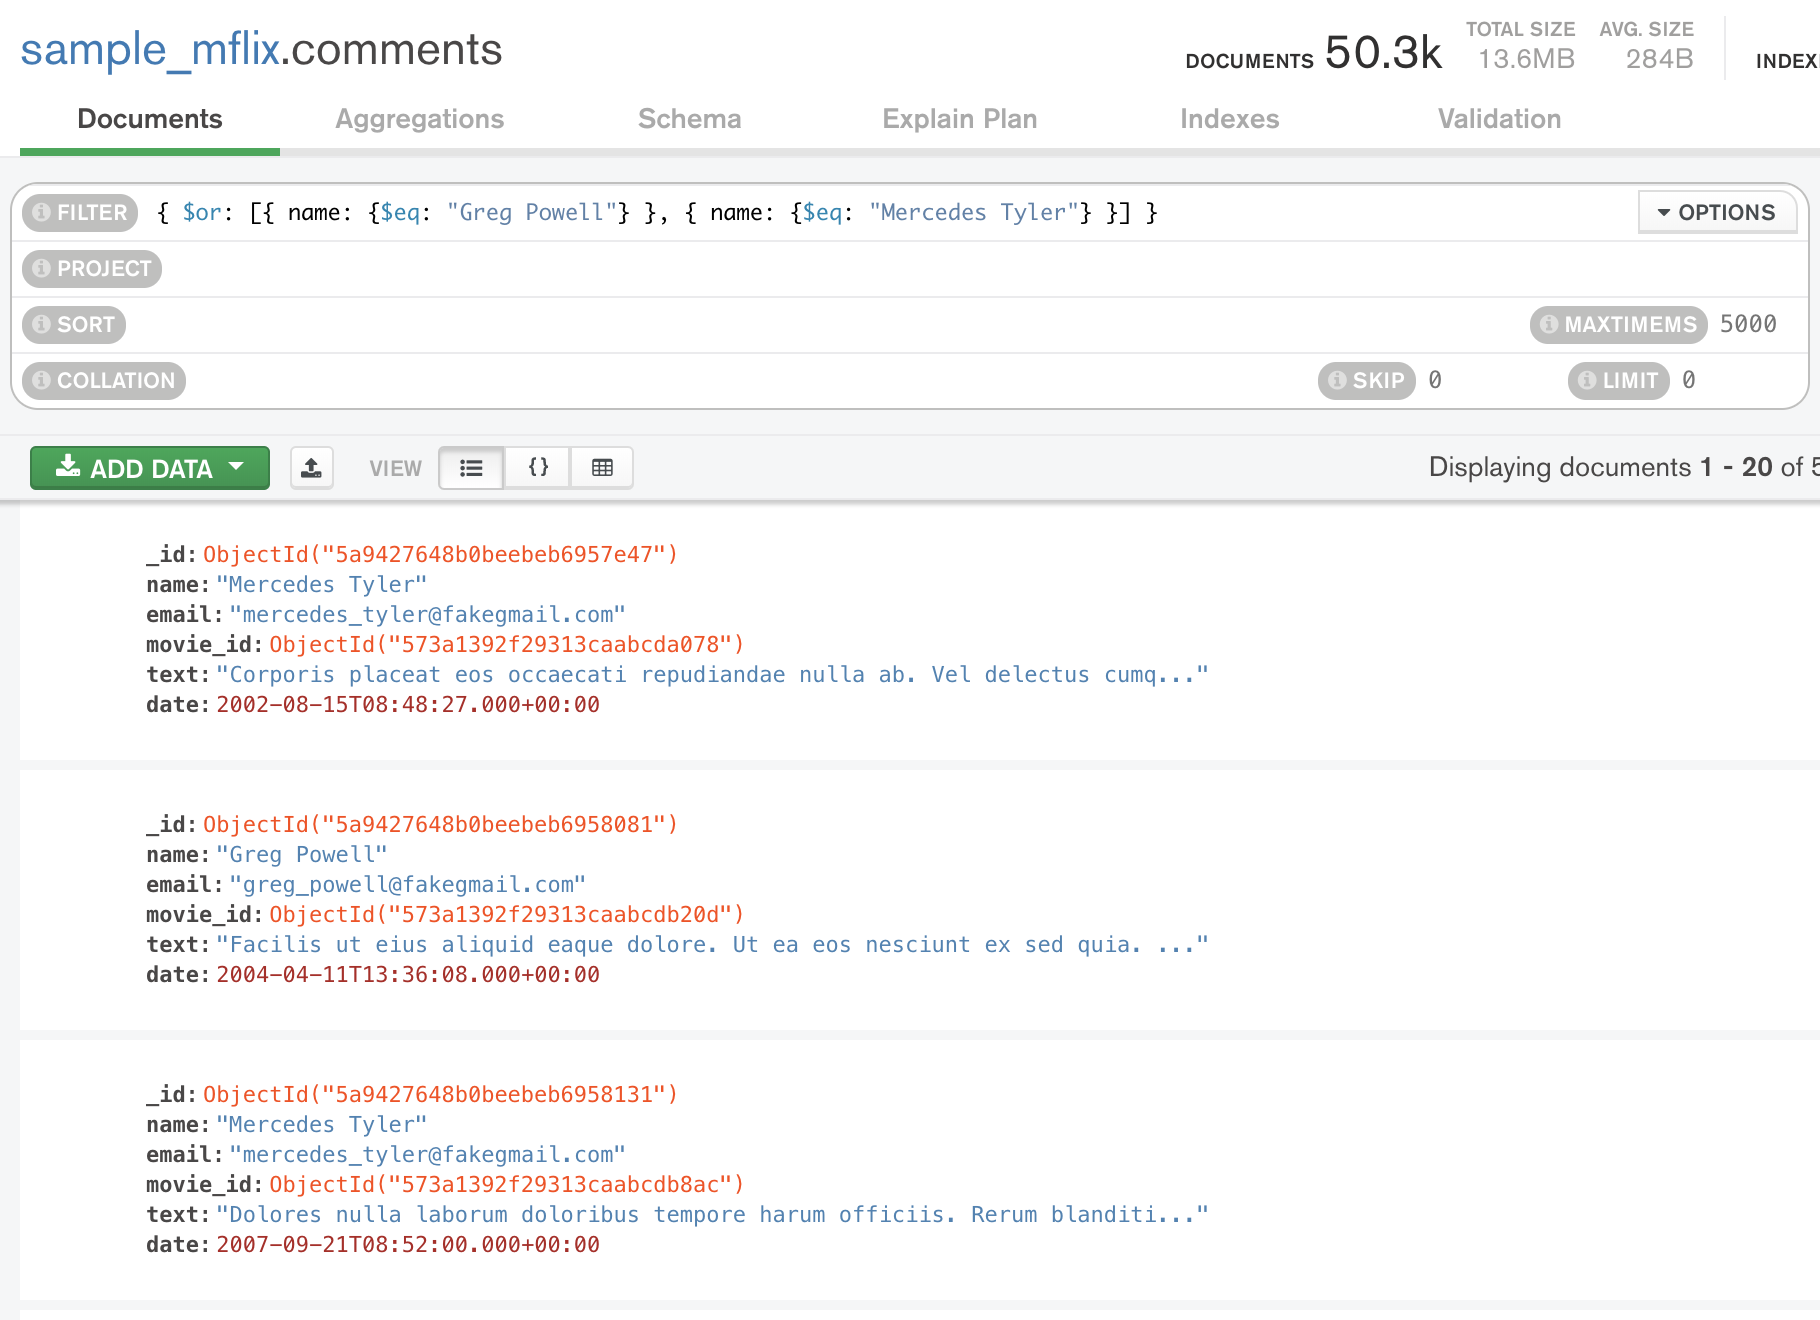 sample_mflix.comments
DOCUMENTS 50.3k TOTAL SIZE 13.6MB AVG. SIZE 284B INDEX
Documents Aggregations Schema Explain Plan Indexes Validation
FILTER { $or: [{ name: {$eq: "Greg Powell"} }, { name: {$eq: "Mercedes Tyler"} }] } OPTIONS
PROJECT
SORT MAXTIMEMS 5000
COLLATION SKIP 0 LIMIT 0
ADD DATA VIEW {} Displaying documents 1 - 20 of 5
_id: ObjectId("5a9427648b0beebeb6957e47")
name: "Mercedes Tyler"
email: "mercedes_tyler@fakegmail.com"
movie_id: ObjectId("573a1392f29313caabcda078")
text: "Corporis placeat eos occaecati repudiandae nulla ab. Vel delectus cumq..."
date: 2002-08-15T08:48:27.000+00:00
_id: ObjectId("5a9427648b0beebeb6958081")
name: "Greg Powell"
email: "greg_powell@fakegmail.com"
movie_id: ObjectId("573a1392f29313caabcdb20d")
text: "Facilis ut eius aliquid eaque dolore. Ut ea eos nesciunt ex sed quia. ..."
date: 2004-04-11T13:36:08.000+00:00
_id: ObjectId("5a9427648b0beebeb6958131")
name: "Mercedes Tyler"
email: "mercedes_tyler@fakegmail.com"
movie_id: ObjectId("573a1392f29313caabcdb8ac")
text: "Dolores nulla laborum doloribus tempore harum officiis. Rerum blanditi..."
date: 2007-09-21T08:52:00.000+00:00